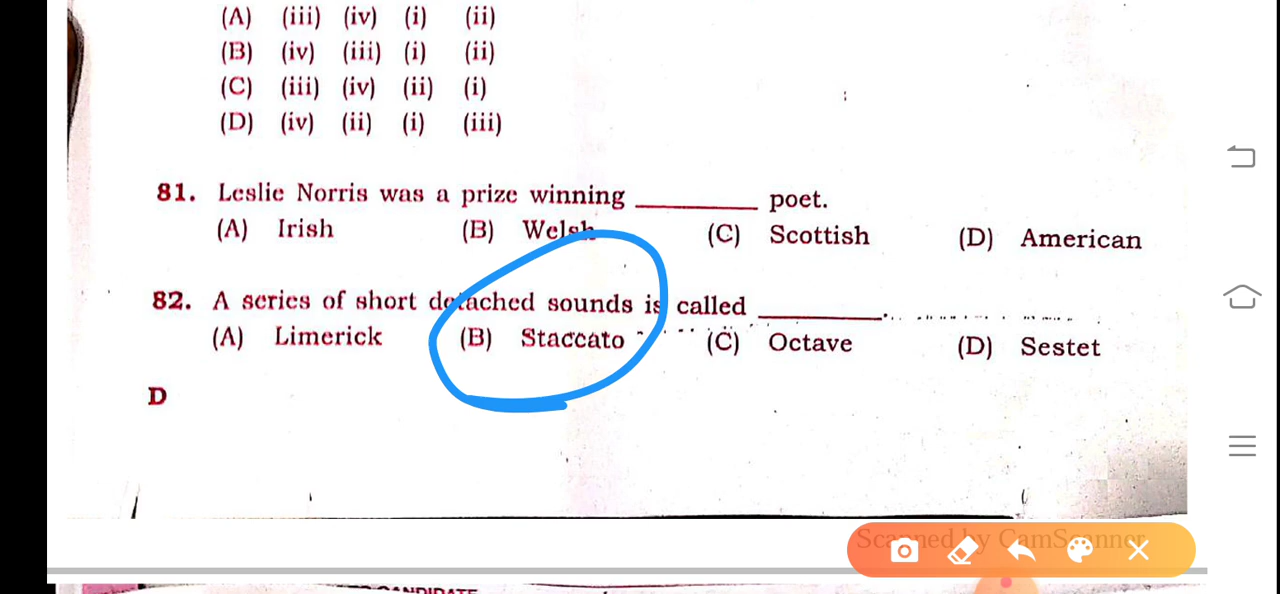 (A) (iii) (iv) (i) (ii)
(B) (iv) (iii) (i) (ii)
(C) (iii) (iv) (ii) (i)
(D) (iv) (ii) (i) (iii)
81. Leslie Norris was a prize winning ________ poet.
(A) Irish (B) Welsh (C) Scottish (D) American
82. A series of short detached sounds is called ________.
(A) Limerick (B) Staccato (C) Octave (D) Sestet
D
Scanned by CamScanner
CANDIDATE